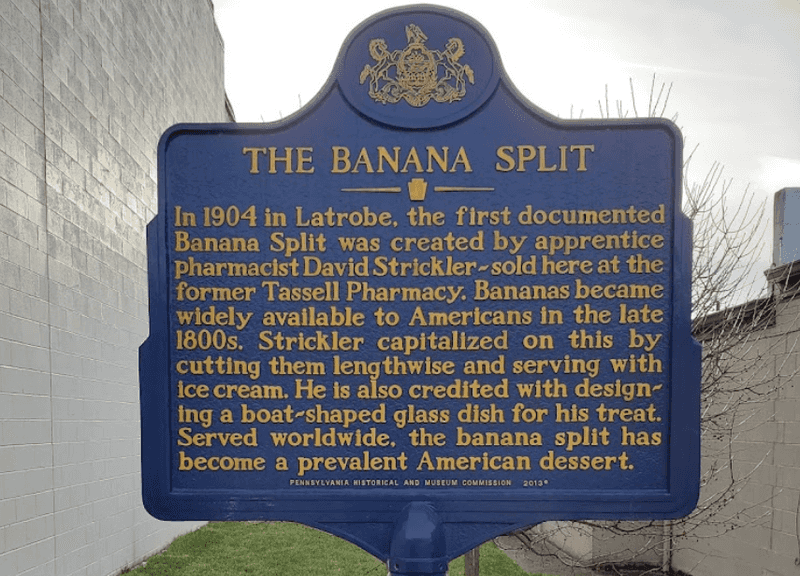 THE BANANA SPLIT
In 1904 in Latrobe, the first documented
Banana Split was created by apprentice
pharmacist David Strickler~sold here at the
former Tassell Pharmacy. Bananas became
widely available to Americans in the late
1800s. Strickler capitalized on this by
cutting them lengthwise and serving with
ice cream. He is also credited with design~
ing a boat~shaped glass dish for his treat.
Served worldwide, the banana split has
become a prevalent American dessert.
PENNSYLVANIA HISTORICAL AND MUSEUM COMMISSION 2013